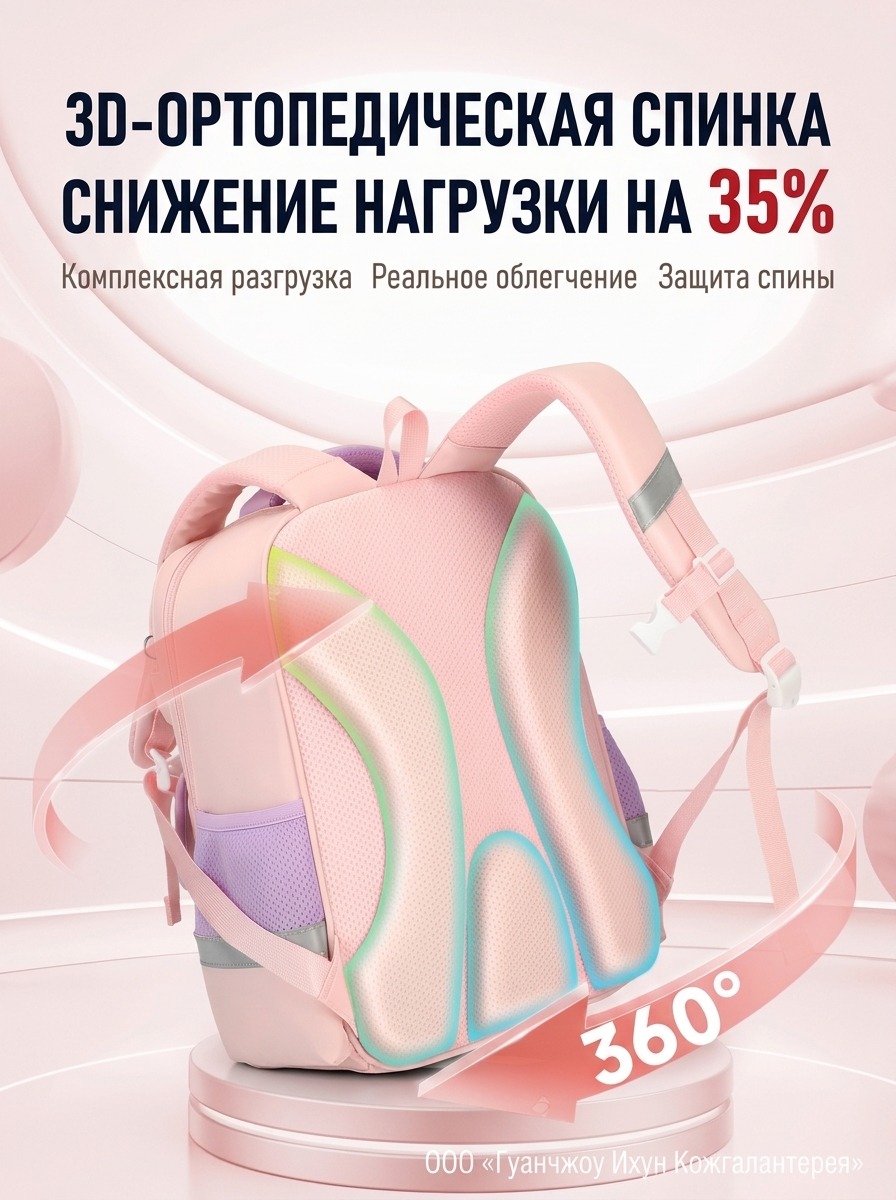 3D-ОРТОПЕДИЧЕСКАЯ СПИНКА
СНИЖЕНИЕ НАГРУЗКИ НА 35%
Комплексная разгрузка Реальное облегчение Защита спины
360°
ООО «Гуанчжоу Ихун Кожгалантерея»